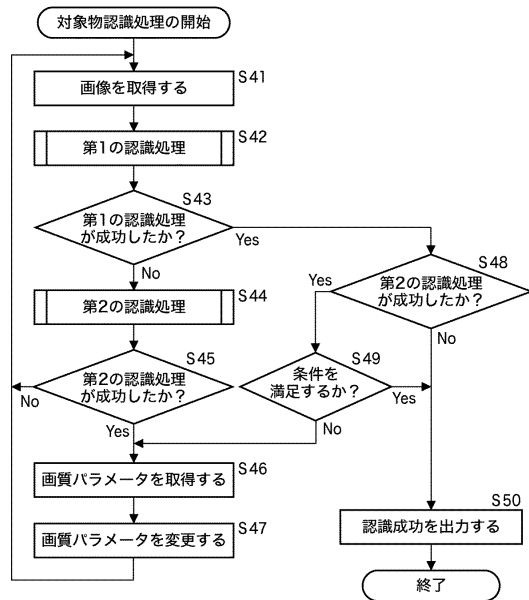 対象物認識処理の開始
画像を取得する
S41
第1の認識処理
S42
S43
第1の認識処理
が成功したか？
Yes
No
第2の認識処理
S44
S45
第2の認識処理
が成功したか？
No
Yes
S48
第2の認識処理
が成功したか？
Yes
No
S49
条件を
満足するか？
Yes
No
画質パラメータを取得する
S46
画質パラメータを変更する
S47
S50
認識成功を出力する
終了